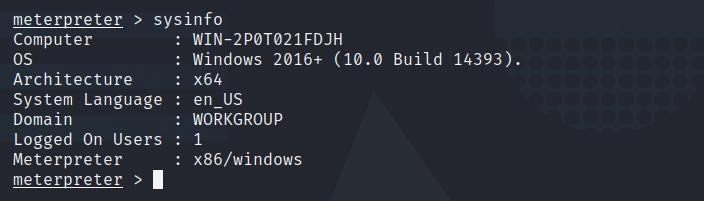 meterpreter > sysinfo
Computer        : WIN-2P0T021FDJH
OS              : Windows 2016+ (10.0 Build 14393).
Architecture    : x64
System Language : en_US
Domain          : WORKGROUP
Logged On Users : 1
Meterpreter     : x86/windows
meterpreter >